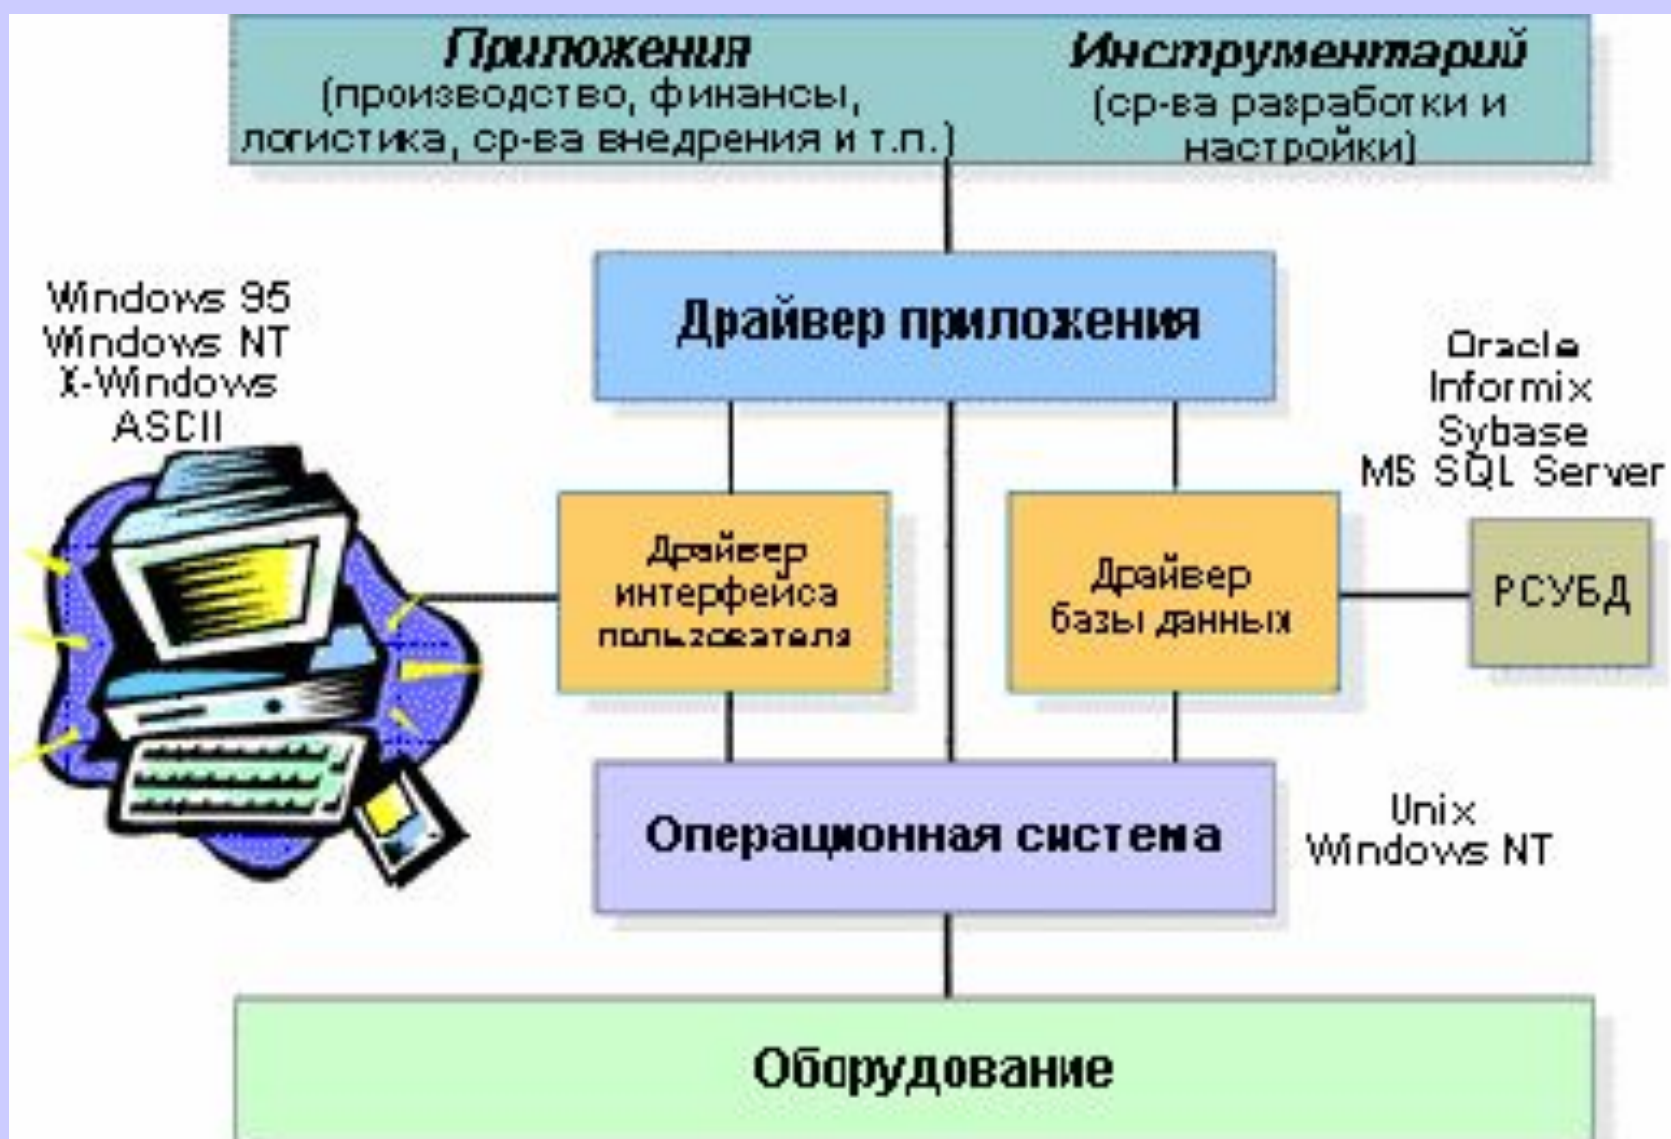 Приложения
(производство, финансы,
логистика, ср-ва внедрения и т.п.)
Инструментарий
(ср-ва разработки и
настройки)
Драйвер приложения
Windows 95
Windows NT
X-Windows
ASCII
Oracle
Informix
Sybase
MS SQL Server
Драйвер
интерфейса
пользователя
Драйвер
базы данных
РСУБД
Операционная система
Unix
Windows NT
Оборудование